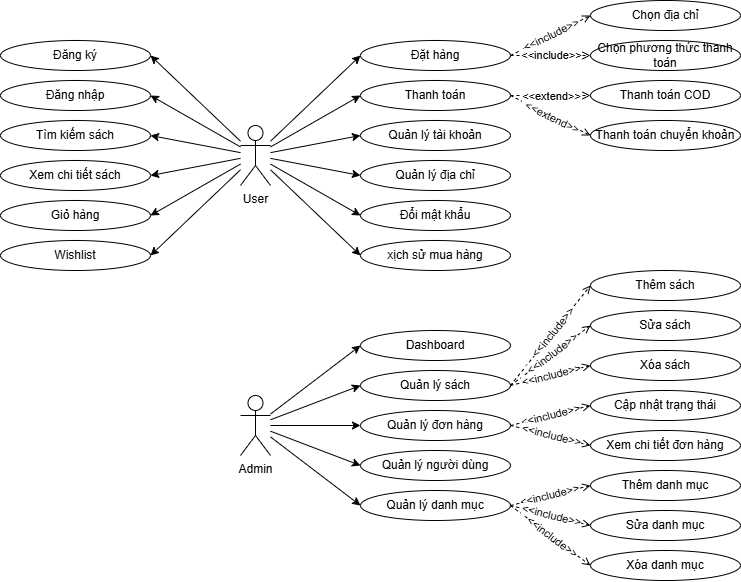 Chọn địa chỉ
<<include>>
Đăng ký
Đặt hàng
<<include>>
Chọn phương thức thanh
toán
Đăng nhập
Thanh toán
<<extend>>
Thanh toán COD
<<extend>>
Tìm kiếm sách
Quản lý tài khoản
Thanh toán chuyển khoản
Xem chi tiết sách
Quản lý địa chỉ
User
Giỏ hàng
Đổi mật khẩu
Wishlist
xịch sử mua hàng
Thêm sách
<<include>>
Sửa sách
<<include>>
Dashboard
Xóa sách
<<include>>
Quản lý sách
Cập nhật trạng thái
<<include>>
Quản lý đơn hàng
<<include>>
Xem chi tiết đơn hàng
Admin
Quản lý người dùng
Thêm danh mục
<<include>>
Quản lý danh mục
<<include>>
Sửa danh mục
<<include>>
Xóa danh mục